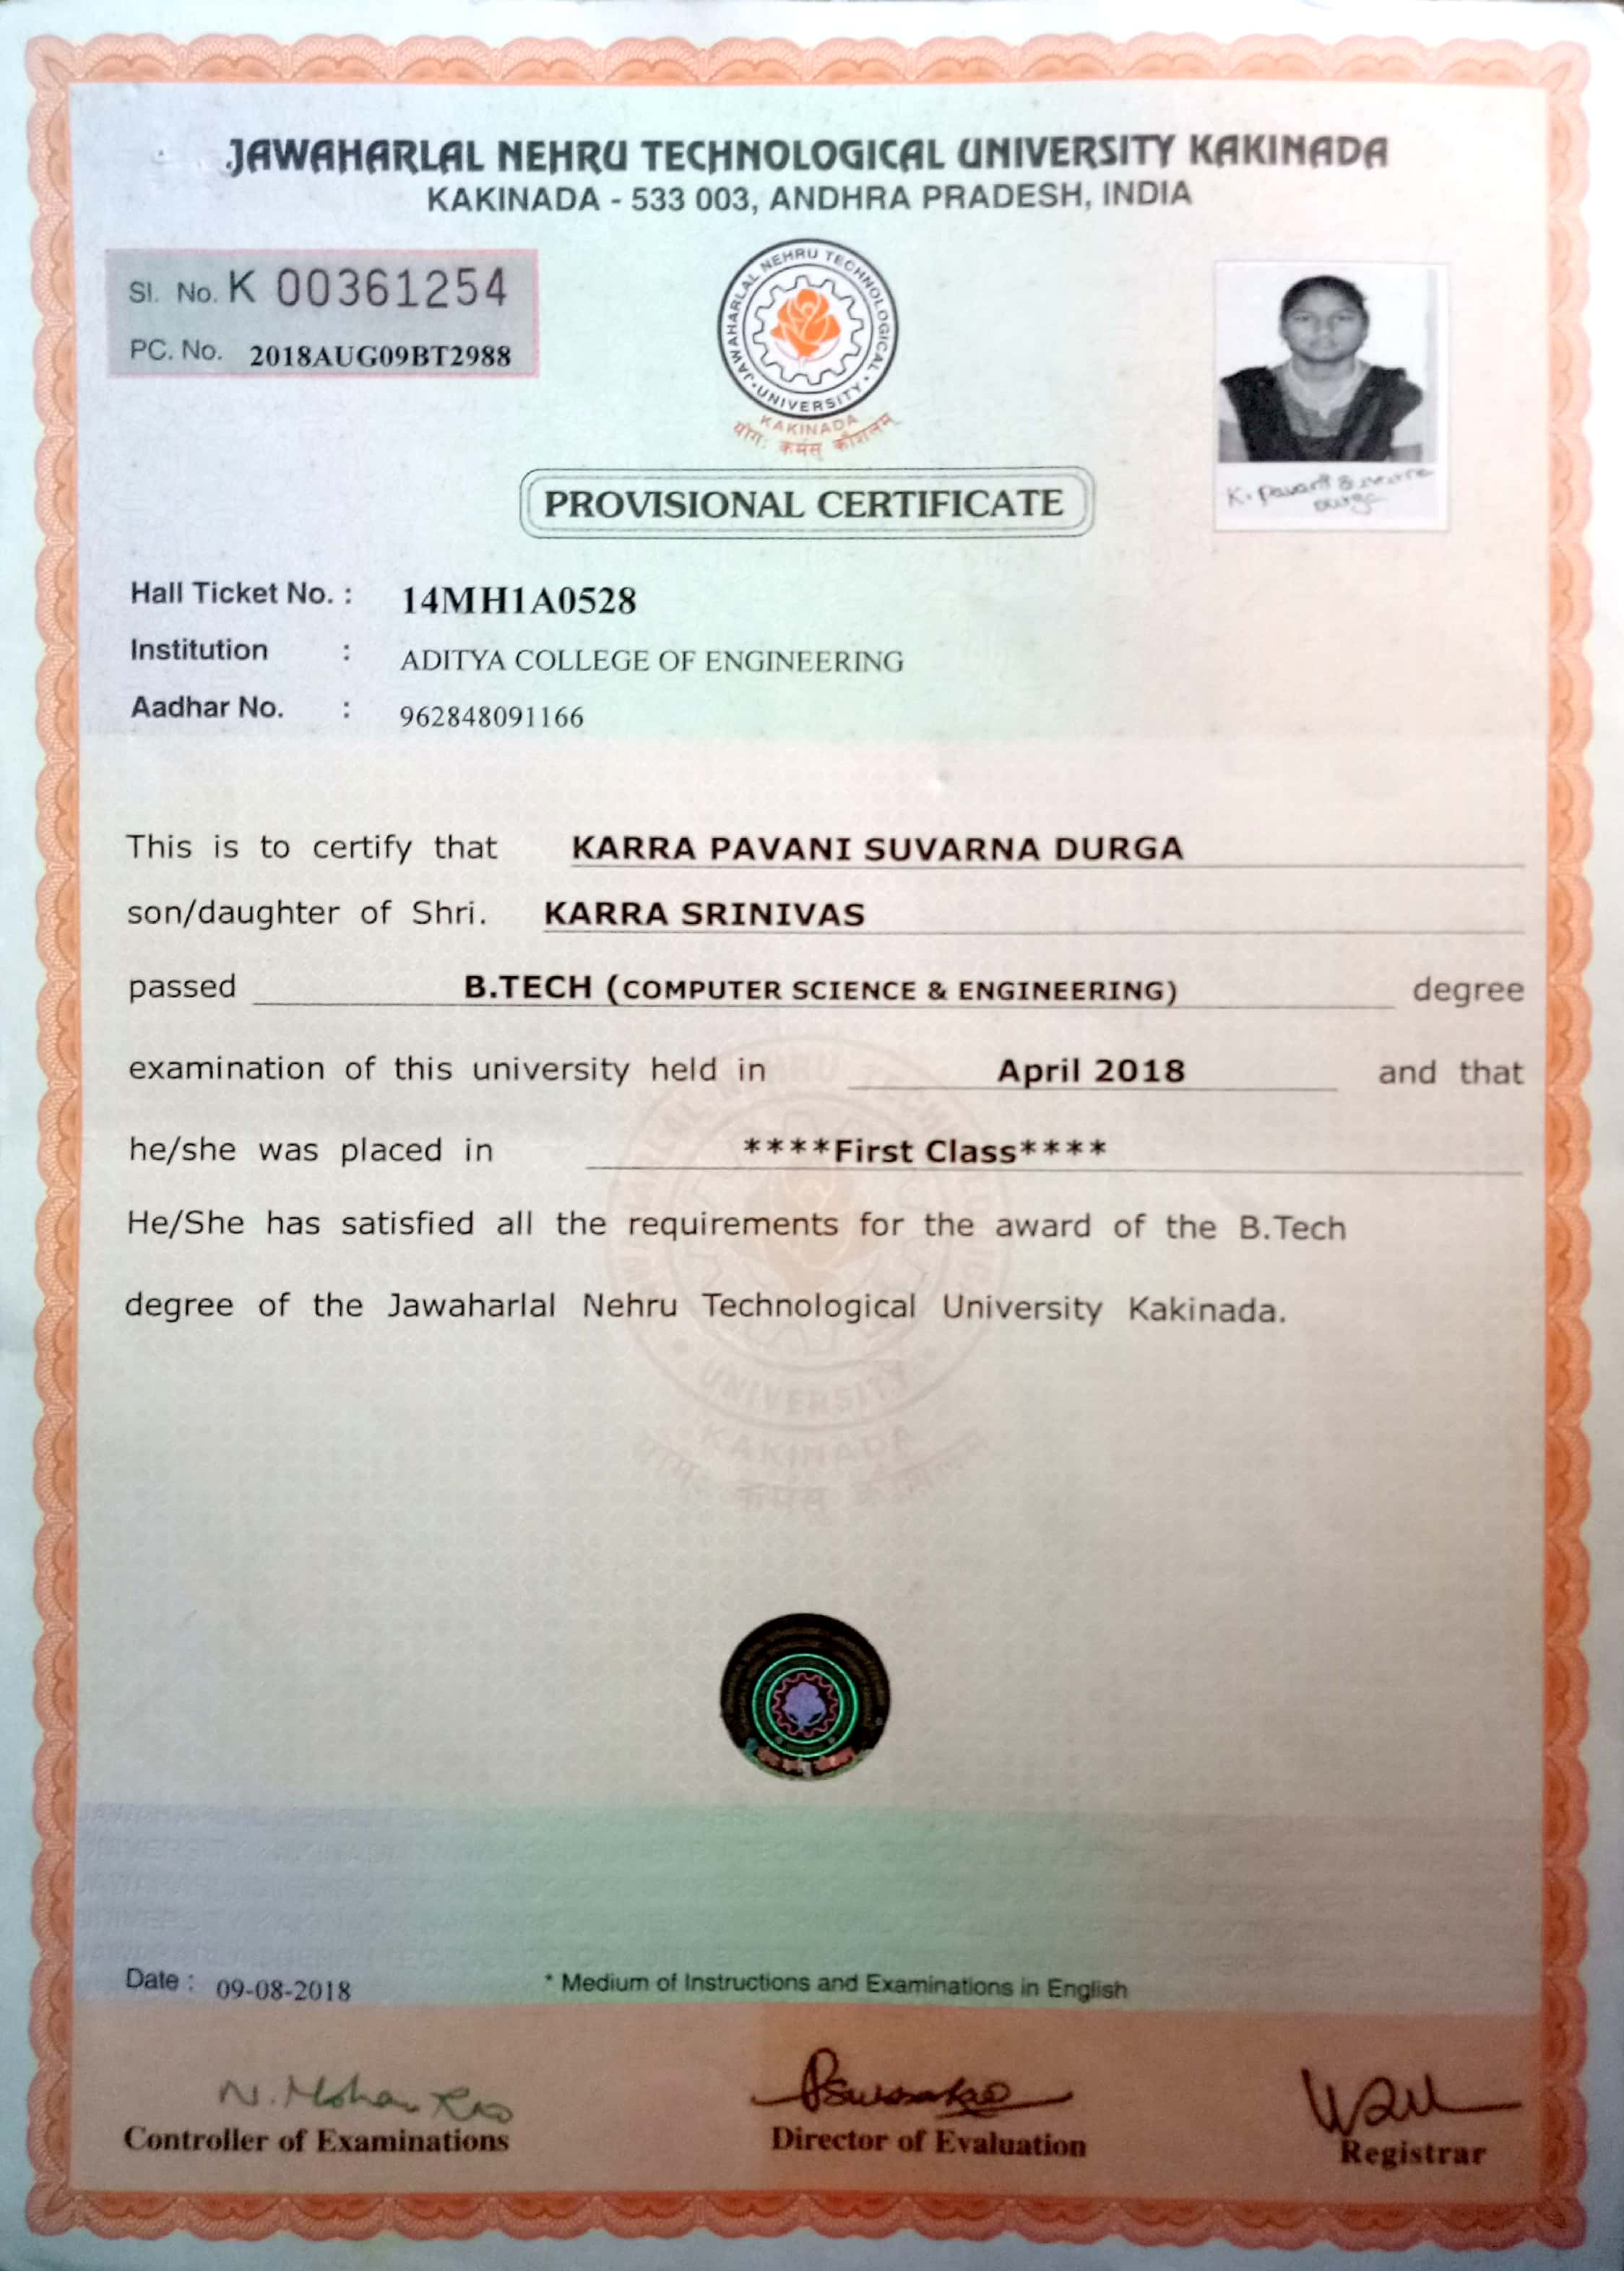 JAWAHARLAL NEHRU TECHNOLOGICAL UNIVERSITY KAKINADA
KAKINADA - 533 003, ANDHRA PRADESH, INDIA
Sl. No. K 00361254
PC. No. 2018AUG09BT2988
JAWAHARLAL NEHRU TECHNOLOGICAL UNIVERSITY
KAKINADA
योगः कर्मसु कौशलम्
K. Pavani Suvarna
Durga
PROVISIONAL CERTIFICATE
Hall Ticket No. : 14MH1A0528
Institution : ADITYA COLLEGE OF ENGINEERING
Aadhar No. : 962848091166
This is to certify that KARRA PAVANI SUVARNA DURGA
son/daughter of Shri. KARRA SRINIVAS
passed B.TECH (COMPUTER SCIENCE & ENGINEERING) degree
examination of this university held in April 2018 and that
he/she was placed in ****First Class****
He/She has satisfied all the requirements for the award of the B.Tech
degree of the Jawaharlal Nehru Technological University Kakinada.
UNIVERSITY
KAKINADA
Date : 09-08-2018 * Medium of Instructions and Examinations in English
N. Mohan Rao
Controller of Examinations Director of Evaluation Registrar